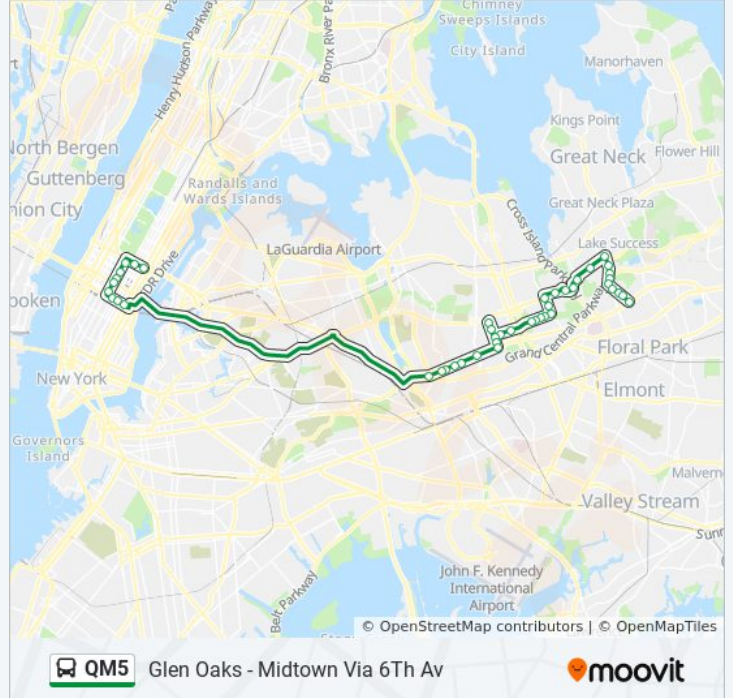 Chimney
Sweeps Islands
City Island
Manorhaven
Henry Hudson Parkway
Bronx River Pa
Kings Point
North Bergen
Great Neck
Flower Hill
Guttenberg
Randalls and
Wards Islands
nion City
Great Neck Plaza
Cross Island Parkway
LaGuardia Airport
Lake Success
FDR Drive
boken
Grand Central Parkway
Floral Park
New York
Elmont
Governors
Island
Malvern
Valley Stream
Sunr
John F. Kennedy
International
Airport
Belt Parkway
© OpenStreetMap contributors | © OpenMapTiles
QM5 Glen Oaks - Midtown Via 6Th Av
moovit